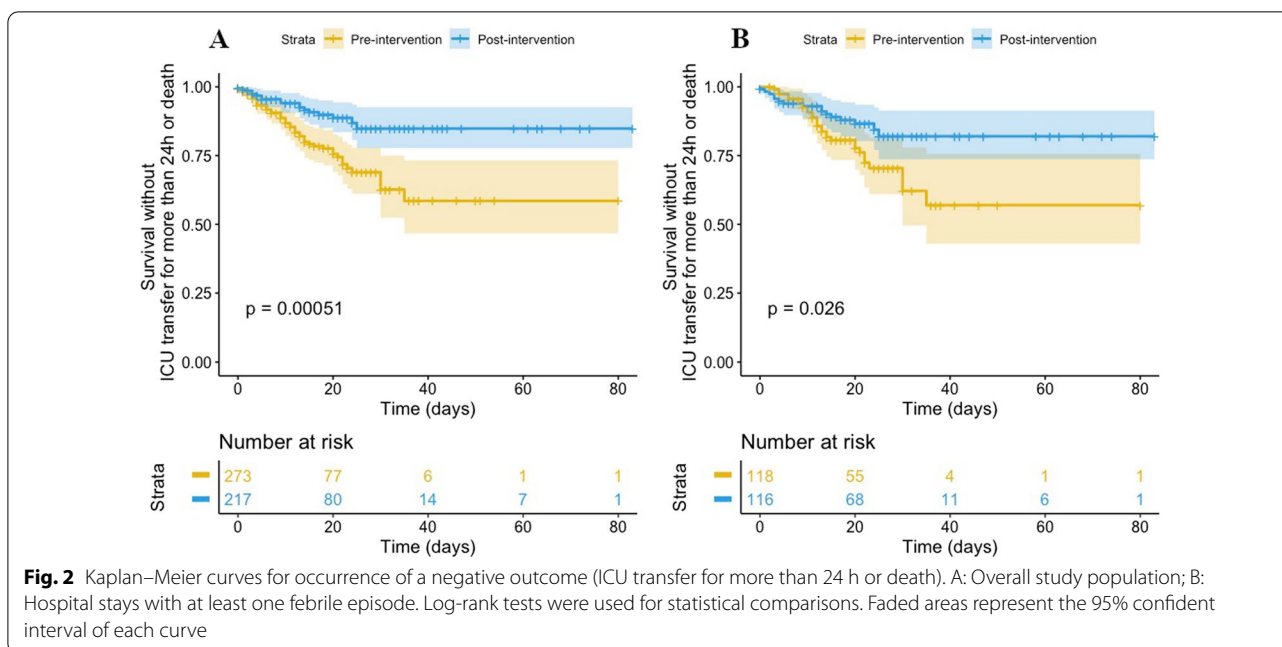 A
Strata Pre-intervention Post-intervention
Survival without
ICU transfer for more than 24h or death
1.00
0.75
0.50
0.25
0.00
p = 0.00051
0 20 40 60 80
Time (days)
Number at risk
Strata
273 77 6 1 1
217 80 14 7 1
0 20 40 60 80
Time (days)
B
Strata Pre-intervention Post-intervention
Survival without
ICU transfer for more than 24h or death
1.00
0.75
0.50
0.25
0.00
p = 0.026
0 20 40 60 80
Time (days)
Number at risk
Strata
118 55 4 1 1
116 68 11 6 1
0 20 40 60 80
Time (days)
Fig. 2 Kaplan–Meier curves for occurrence of a negative outcome (ICU transfer for more than 24 h or death). A: Overall study population; B:
Hospital stays with at least one febrile episode. Log-rank tests were used for statistical comparisons. Faded areas represent the 95% confident
interval of each curve